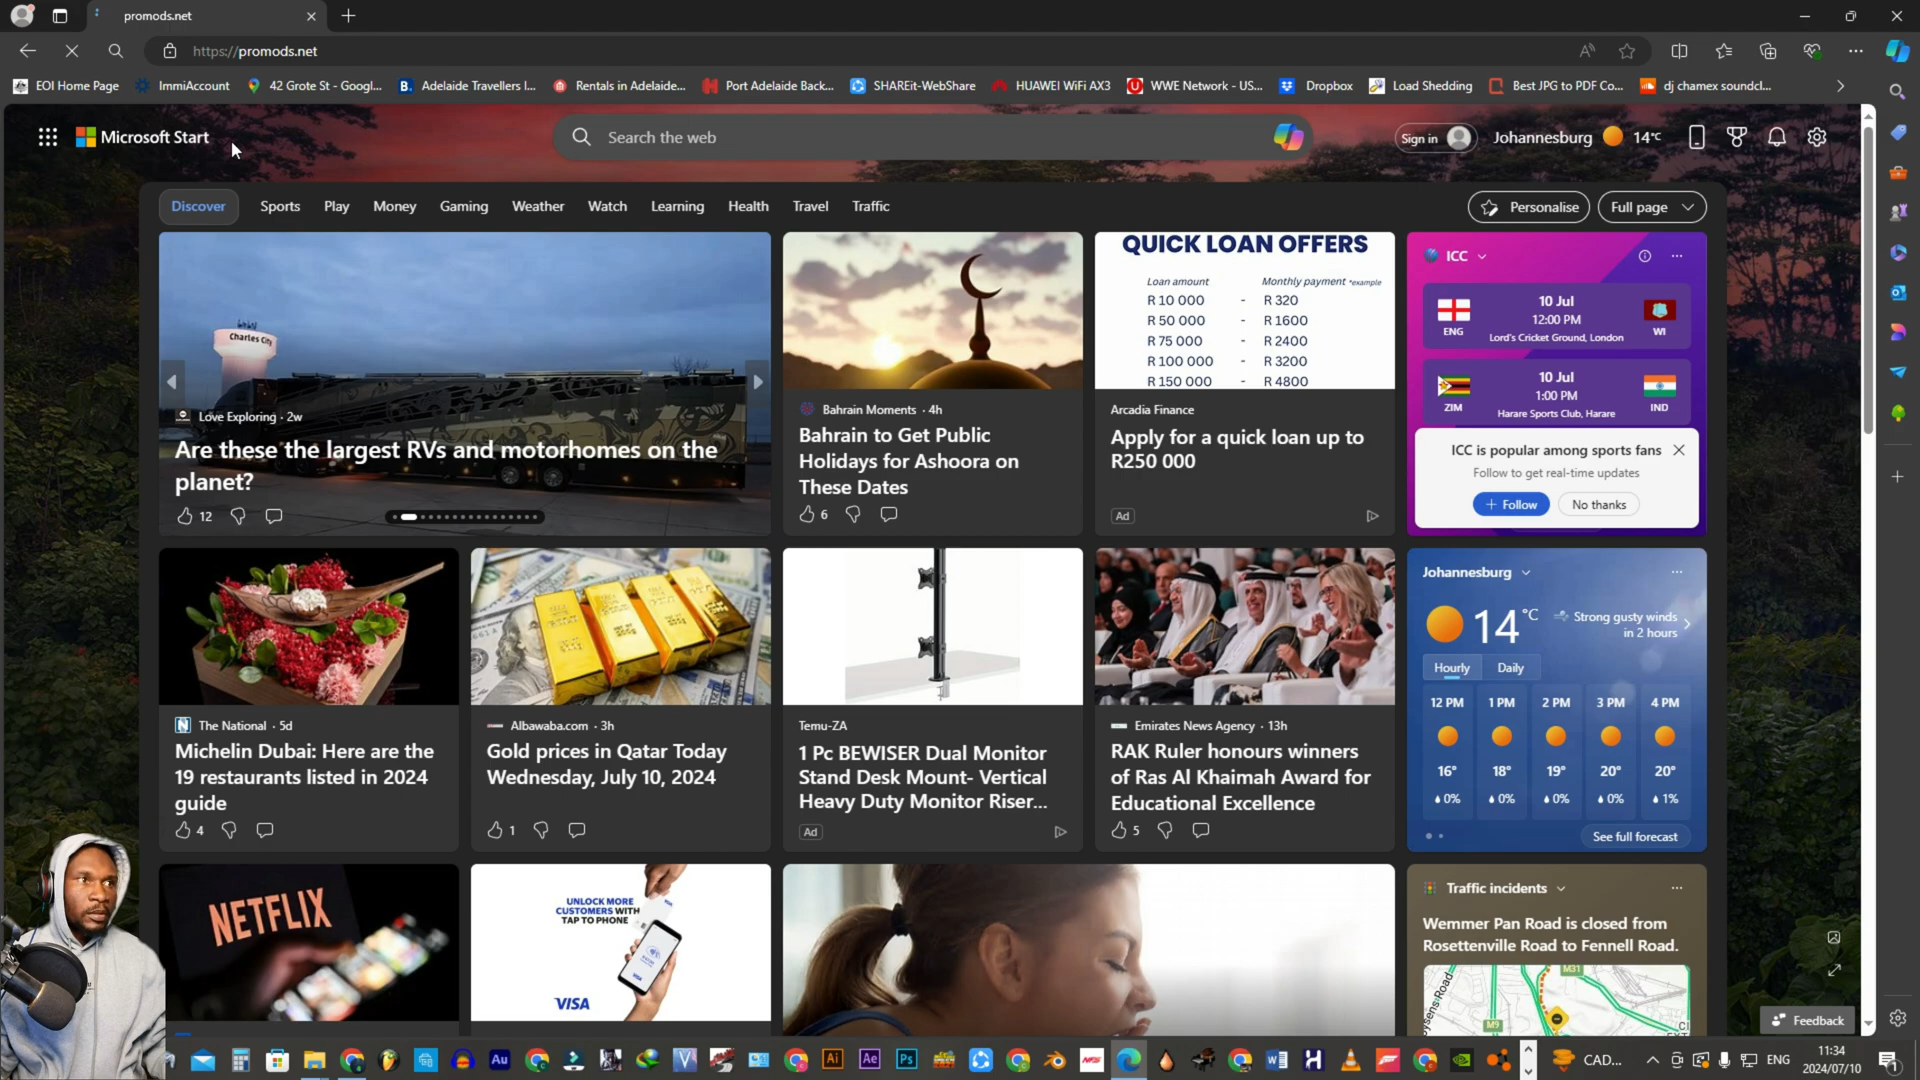 promods.net
https://promods.net
EOI Home Page
ImmiAccount
42 Grote St - Googl...
Adelaide Travellers I...
Rentals in Adelaide...
Port Adelaide Back...
SHAREit-WebShare
HUAWEI WiFi AX3
WWE Network - US...
Dropbox
Load Shedding
Best JPG to PDF Co...
dj chamex soundcl...
Microsoft Start
Search the web
Sign in
Johannesburg
14°C
Discover
Sports
Play
Money
Gaming
Weather
Watch
Learning
Health
Travel
Traffic
Personalise
Full page
Charles City
Love Exploring · 2w
Are these the largest RVs and motorhomes on the
planet?
12
Bahrain Moments · 4h
Bahrain to Get Public
Holidays for Ashoora on
These Dates
6
QUICK LOAN OFFERS
Loan amount Monthly payment *example
R 10 000 - R 320
R 50 000 - R 1600
R 75 000 - R 2400
R 100 000 - R 3200
R 150 000 - R 4800
Arcadia Finance
Apply for a quick loan up to
R250 000
Ad
ICC
10 Jul
12:00 PM
ENG
WI
Lord's Cricket Ground, London
10 Jul
1:00 PM
ZIM
IND
Harare Sports Club, Harare
ICC is popular among sports fans
Follow to get real-time updates
+ Follow
No thanks
The National · 5d
Michelin Dubai: Here are the
19 restaurants listed in 2024
guide
4
Albawaba.com · 3h
Gold prices in Qatar Today
Wednesday, July 10, 2024
1
Temu-ZA
1 Pc BEWISER Dual Monitor
Stand Desk Mount- Vertical
Heavy Duty Monitor Riser...
Ad
Emirates News Agency · 13h
RAK Ruler honours winners
of Ras Al Khaimah Award for
Educational Excellence
5
Johannesburg
14°C
Strong gusty winds
in 2 hours
Hourly
Daily
12 PM 1 PM 2 PM 3 PM 4 PM
16° 18° 19° 20° 20°
0% 0% 0% 0% 1%
See full forecast
NETFLIX
UNLOCK MORE
CUSTOMERS WITH
TAP TO PHONE
VISA
Traffic incidents
Wemmer Pan Road is closed from
Rosettenville Road to Fennell Road.
M31
M9
Feedback
Au
Ai
Ae
Ps
CAD...
ENG
11:34
2024/07/10
1